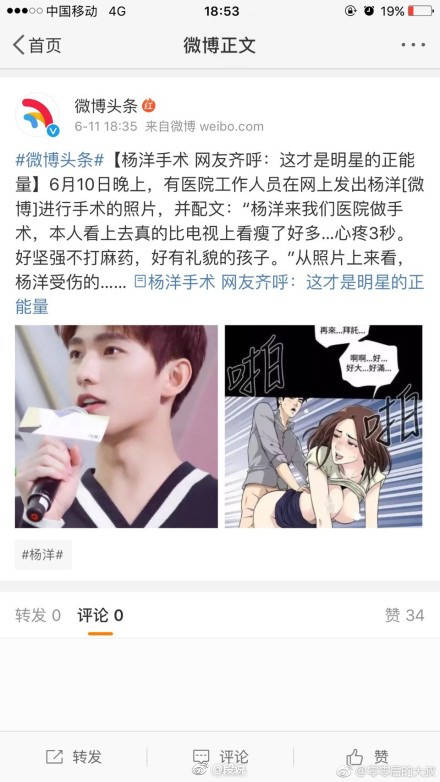 中国移动 4G 18:53 19%
首页 微博正文
微博头条
6-11 18:35 来自微博 weibo.com
#微博头条#【杨洋手术 网友齐呼：这才是明星的正能
量】6月10日晚上，有医院工作人员在网上发出杨洋[微
博]进行手术的照片，并配文：“杨洋来我们医院做手
术，本人看上去真的比电视上看瘦了好多...心疼3秒。
好坚强不打麻药，好有礼貌的孩子。”从照片上来看，
杨洋受伤的...... 杨洋手术 网友齐呼：这才是明星的正
能量
再來...拜託...
啊啊...好...
好大...好滿...
啪
啪
#杨洋#
转发 0 评论 0 赞 34
转发 评论 赞
@零零后的大叔